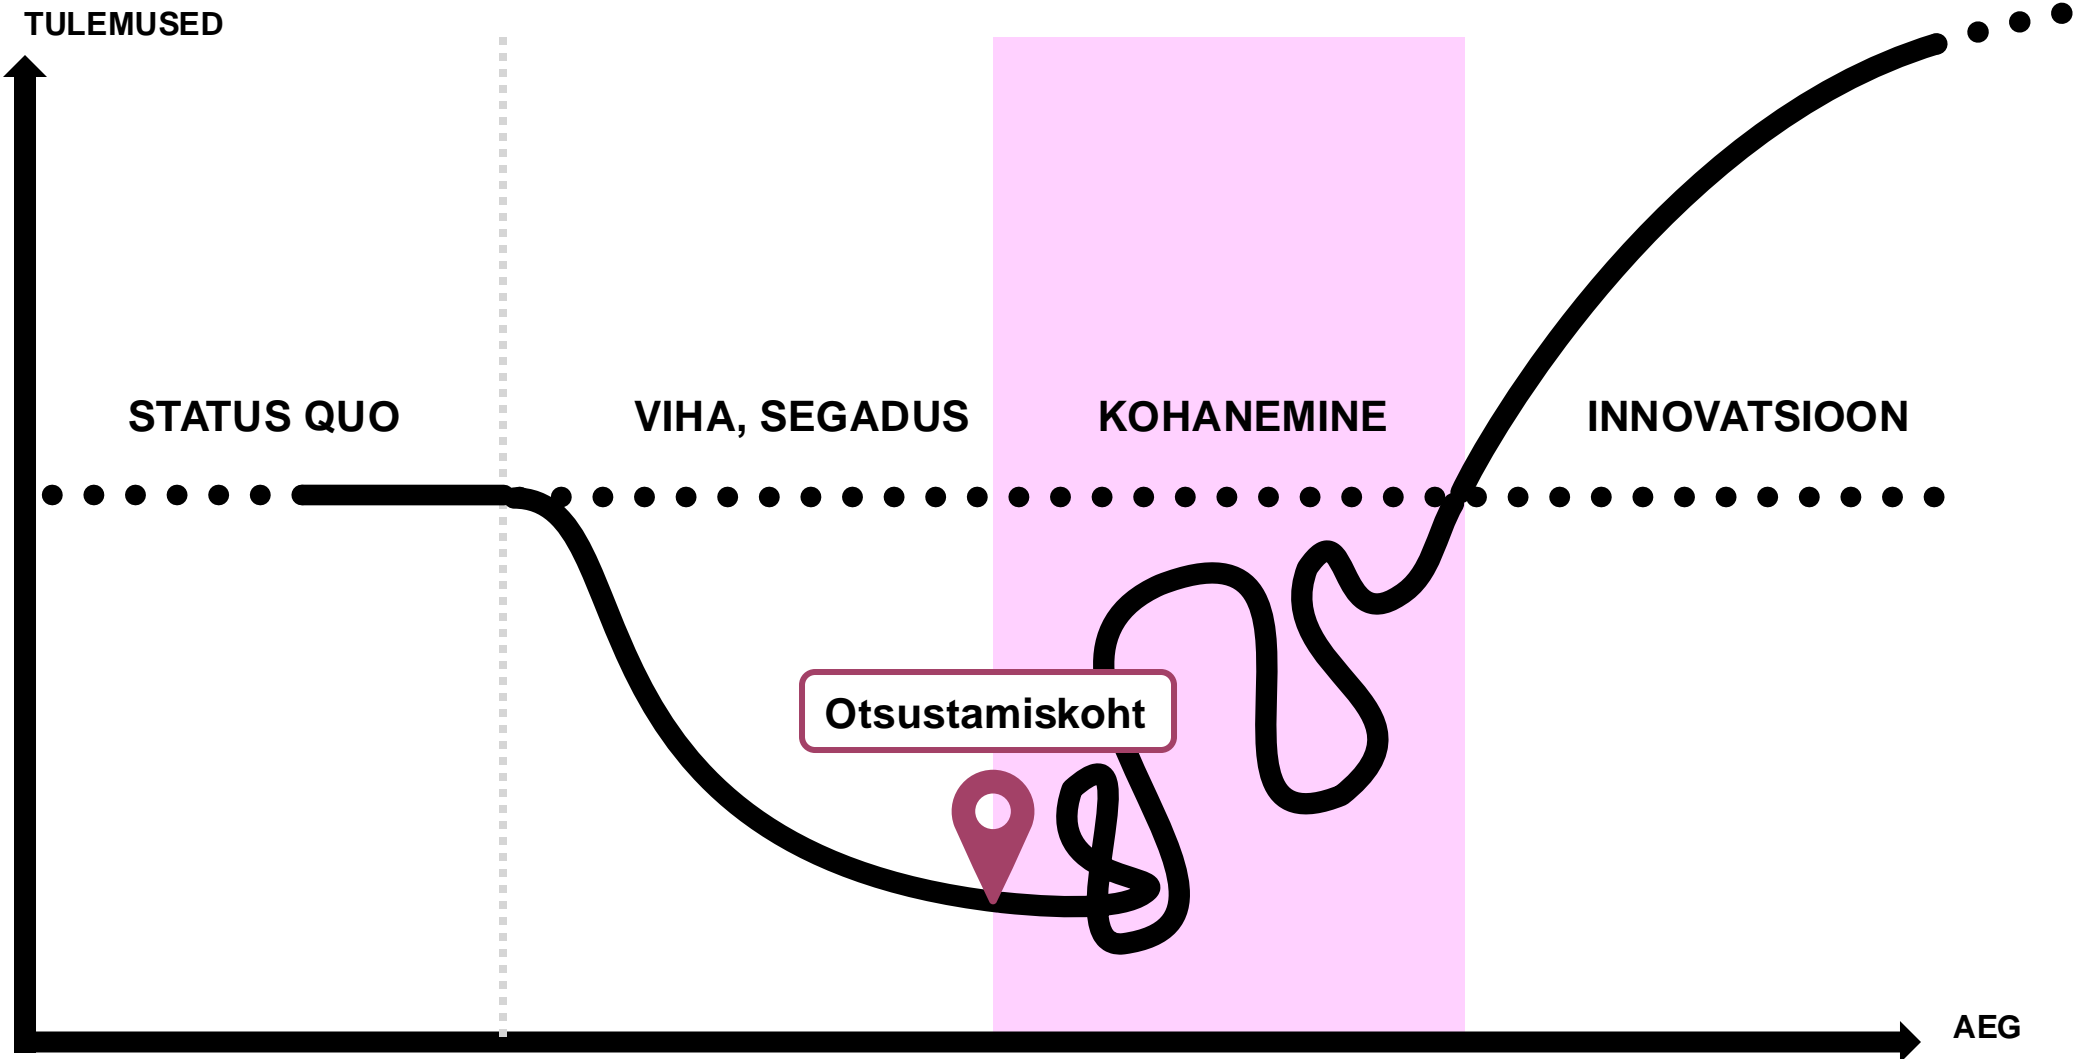 TULEMUSED
STATUS QUO
VIHA, SEGADUS
KOHANEMINE
INNOVATSIOON
Otsustamiskoht
AEG